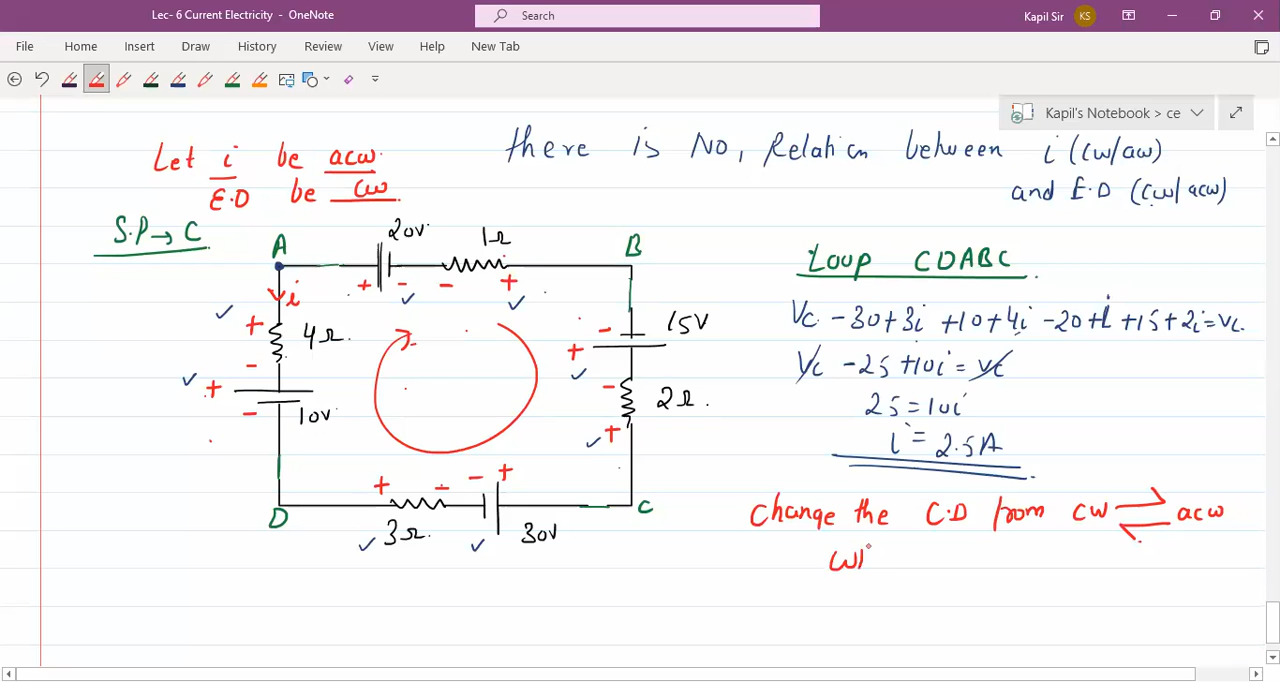 Lec- 6 Current Electricity - OneNote
Search
Kapil Sir KS
File Home Insert Draw History Review View Help New Tab
Kapil's Notebook > ce
Let i be acw
E.D be cw
there is No, Relation between i (cw/aw)
and E.D (cw/acw)
S.P → C
A
20v
1Ω
B
+ - - +
i
+ 4Ω -
+ - 10v
- 15V +
- 2Ω +
D
+ - - +
3Ω
30V
C
Loop CDABC
Vc - 30 + 3i + 10 + 4i - 20 + i + 15 + 2i = Vc
Vc - 25 + 10i = Vc
25 = 10i
i = 2.5A
Change the C.D from cw ⇌ acw
wi